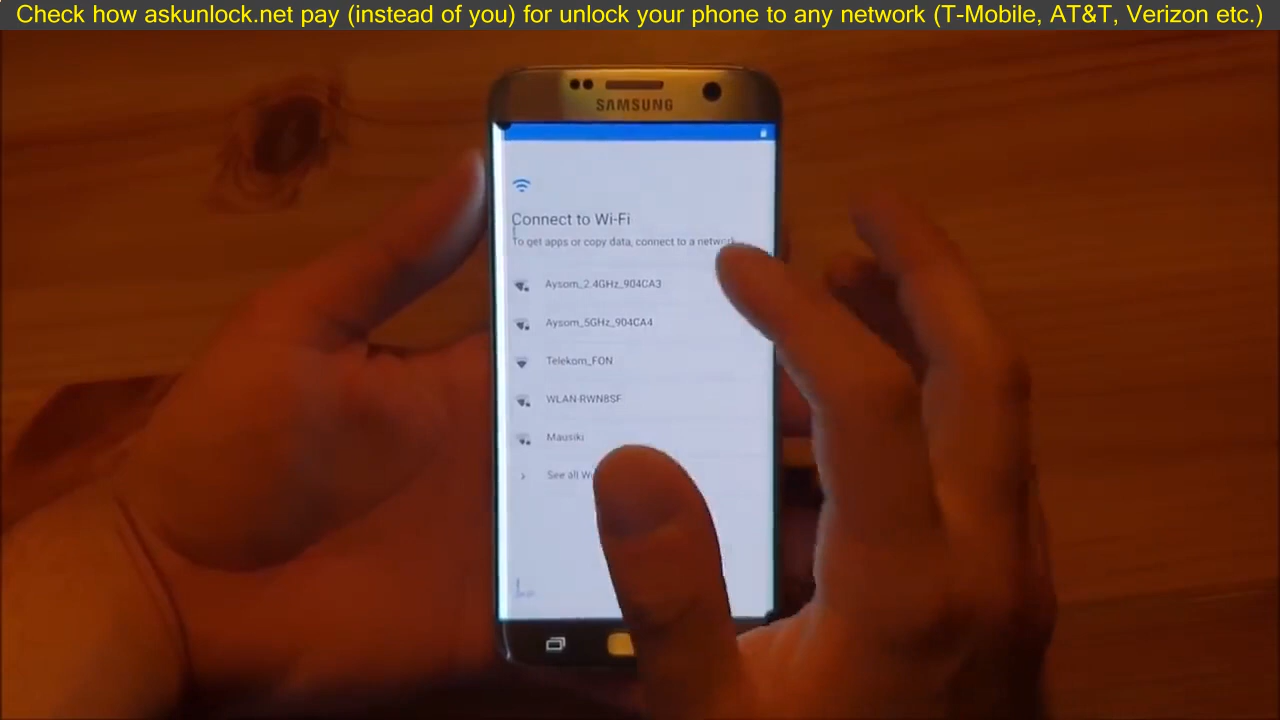 Check how askunlock.net pay (instead of you) for unlock your phone to any network (T-Mobile, AT&T, Verizon etc.)
SAMSUNG
Connect to Wi-Fi
To get apps or copy data, connect to a network
Aysom_2.4GHz_904CA3
Aysom_5GHz_904CA4
Telekom_FON
WLAN-RWN8SF
Mausiki
See all